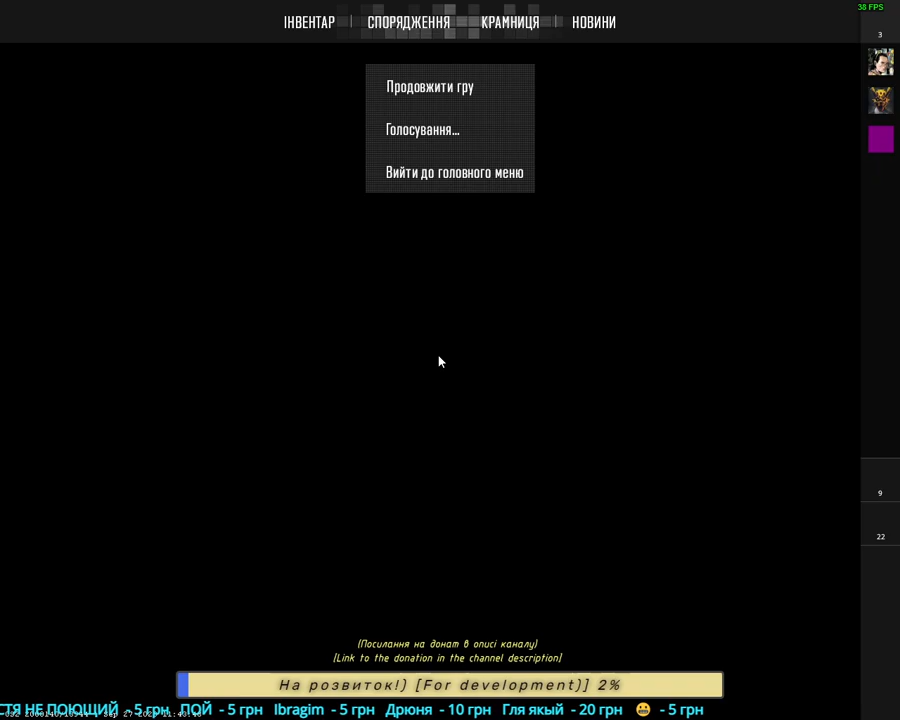 38 FPS
ІНВЕНТАР | СПОРЯДЖЕННЯ КРАМНИЦЯ | НОВИНИ
3
Продовжити гру
Голосування...
Вийти до головного меню
9
22
(Посилання на донат в описі каналу)
[Link to the donation in the channel description]
На розвиток!) [For development)] 2%
СТЯ НЕ ПОЮЩИЙ - 5 грн ПОЙ - 5 грн Ibragim - 5 грн Дрюня - 10 грн Гля якый - 20 грн 😀 - 5 грн